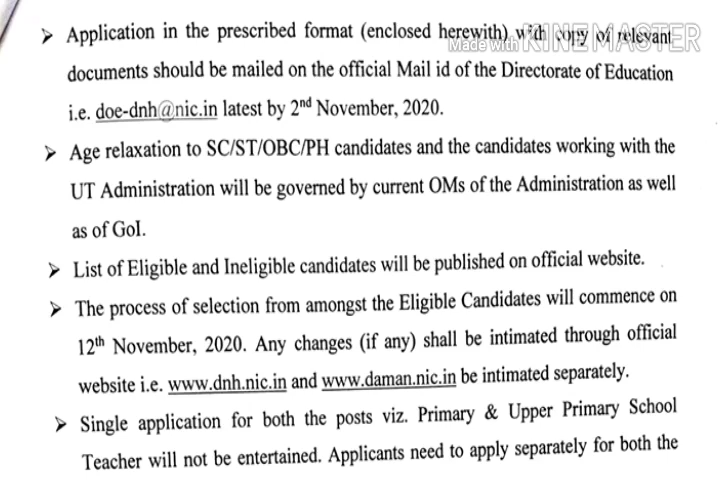 ➢ Application in the prescribed format (enclosed herewith) with copy of relevant
Made with KINEMASTER
documents should be mailed on the official Mail id of the Directorate of Education
i.e. doe-dnh@nic.in latest by 2nd November, 2020.
➢ Age relaxation to SC/ST/OBC/PH candidates and the candidates working with the
UT Administration will be governed by current OMs of the Administration as well
as of GoI.
➢ List of Eligible and Ineligible candidates will be published on official website.
➢ The process of selection from amongst the Eligible Candidates will commence on
12th November, 2020. Any changes (if any) shall be intimated through official
website i.e. www.dnh.nic.in and www.daman.nic.in be intimated separately.
➢ Single application for both the posts viz. Primary & Upper Primary School
Teacher will not be entertained. Applicants need to apply separately for both the